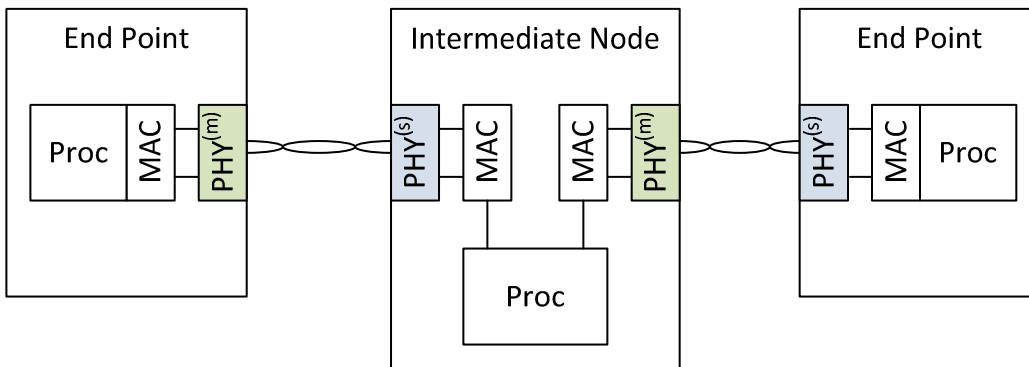 End Point
Intermediate Node
End Point
Proc
MAC
PHY(m)
PHY(s)
MAC
MAC
PHY(m)
PHY(s)
MAC
Proc
Proc